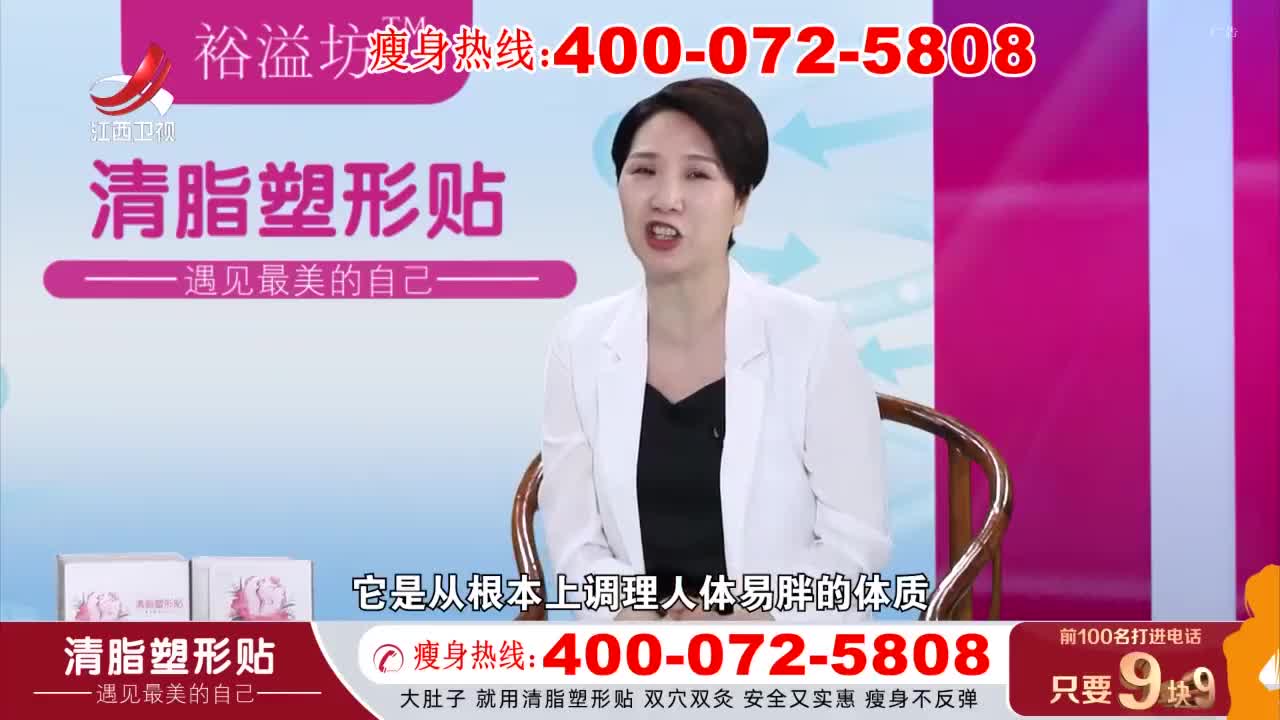 裕溢坊™
瘦身热线:400-072-5808
广告
江西卫视
清脂塑形贴
遇见最美的自己
清脂塑形贴
它是从根本上调理人体易胖的体质
清脂塑形贴
遇见最美的自己
瘦身热线:400-072-5808
大肚子 就用清脂塑形贴 双穴双灸 安全又实惠 瘦身不反弹
前100名打进电话
只要9块9